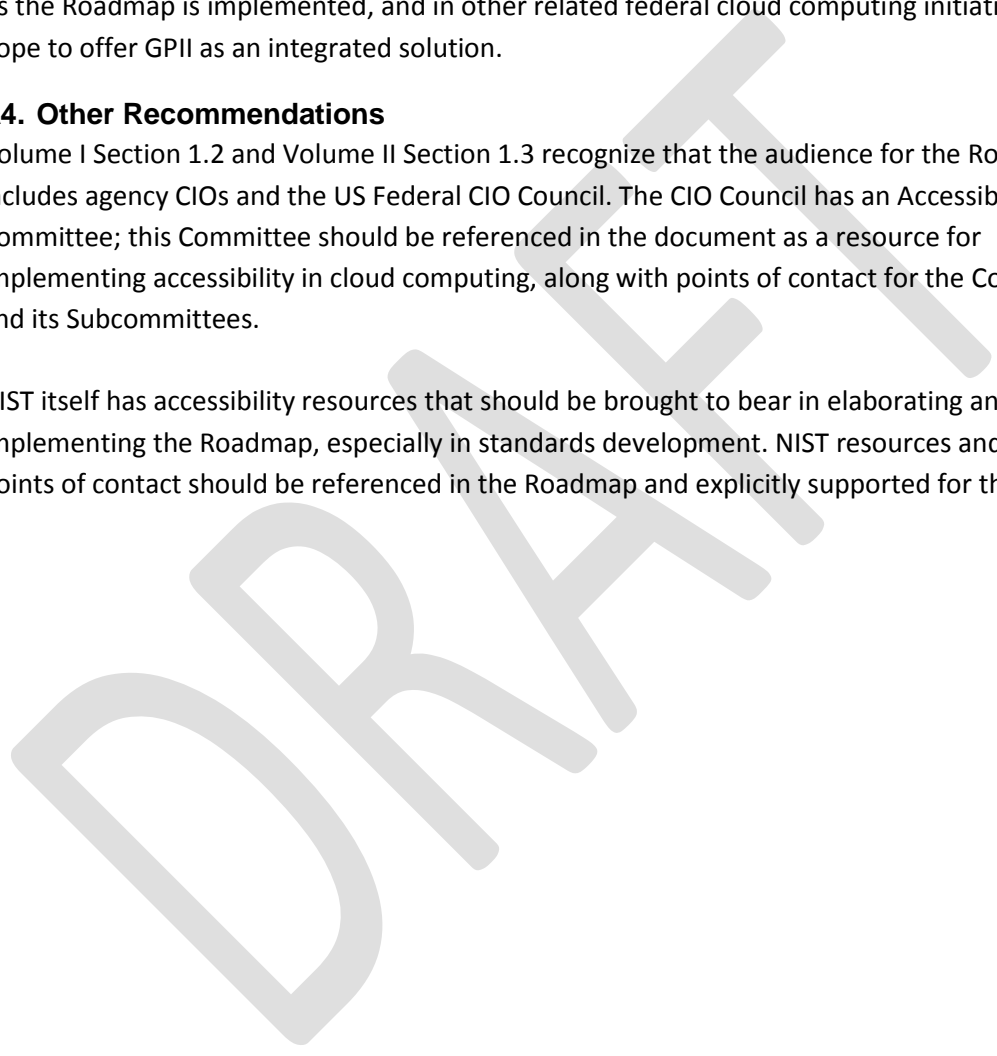 s the Roadmap is implemented, and in other related federal cloud computing initiati
ope to offer GPII as an integrated solution.
4. Other Recommendations
olume I Section 1.2 and Volume II Section 1.3 recognize that the audience for the Ro
cludes agency CIOs and the US Federal CIO Council. The CIO Council has an Accessib
ommittee; this Committee should be referenced in the document as a resource for
nplementing accessibility in cloud computing, along with points of contact for the Co
nd its Subcommittees.
IST itself has accessibility resources that should be brought to bear in elaborating an
nplementing the Roadmap, especially in standards development. NIST resources and
oints of contact should be referenced in the Roadmap and explicitly supported for th
DRAFT